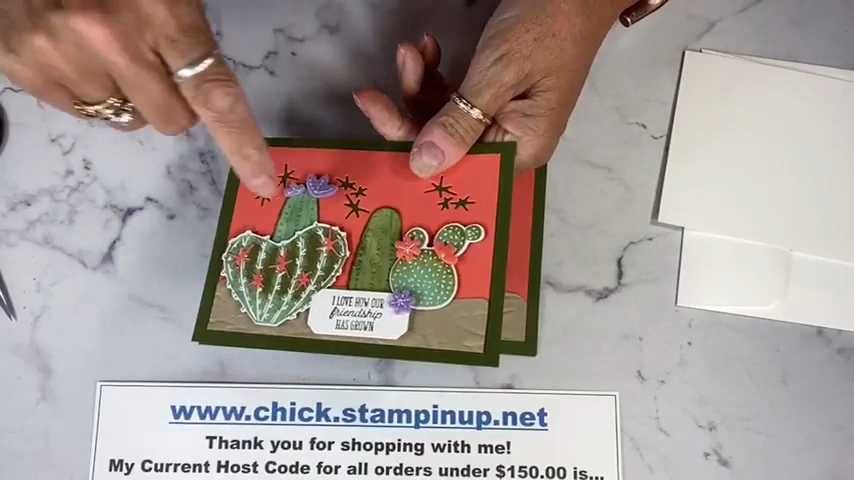 I LOVE HOW OUR
friendship
HAS GROWN
www.Chick.Stampinup.net
Thank You for Shopping with me!
My Current Host Code for all orders under $150.00 is...